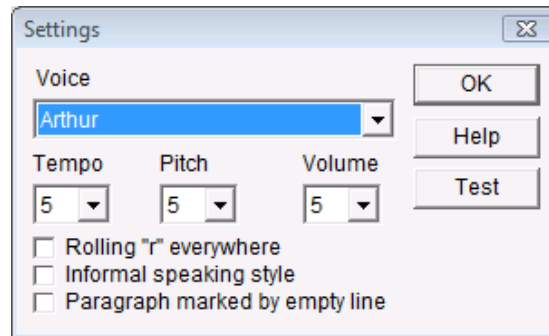 Settings
Voice
OK
Arthur
Help
Tempo Pitch Volume
Test
5 5 5
Rolling "r" everywhere
Informal speaking style
Paragraph marked by empty line